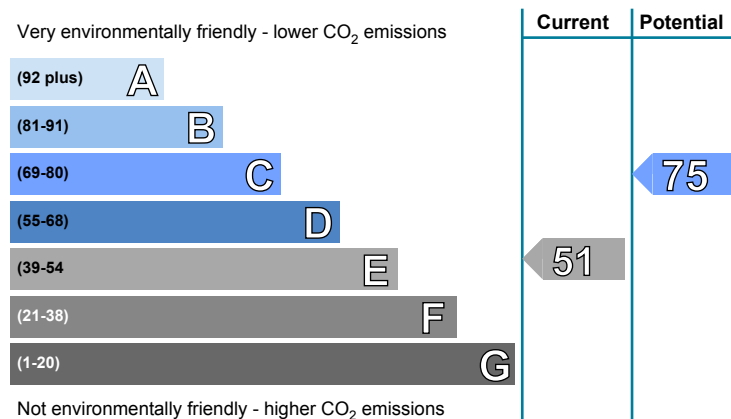 Very environmentally friendly - lower CO2 emissions
Current
Potential
(92 plus) A
(81-91) B
(69-80) C
75
(55-68) D
(39-54 E
51
(21-38) F
(1-20) G
Not environmentally friendly - higher CO2 emissions